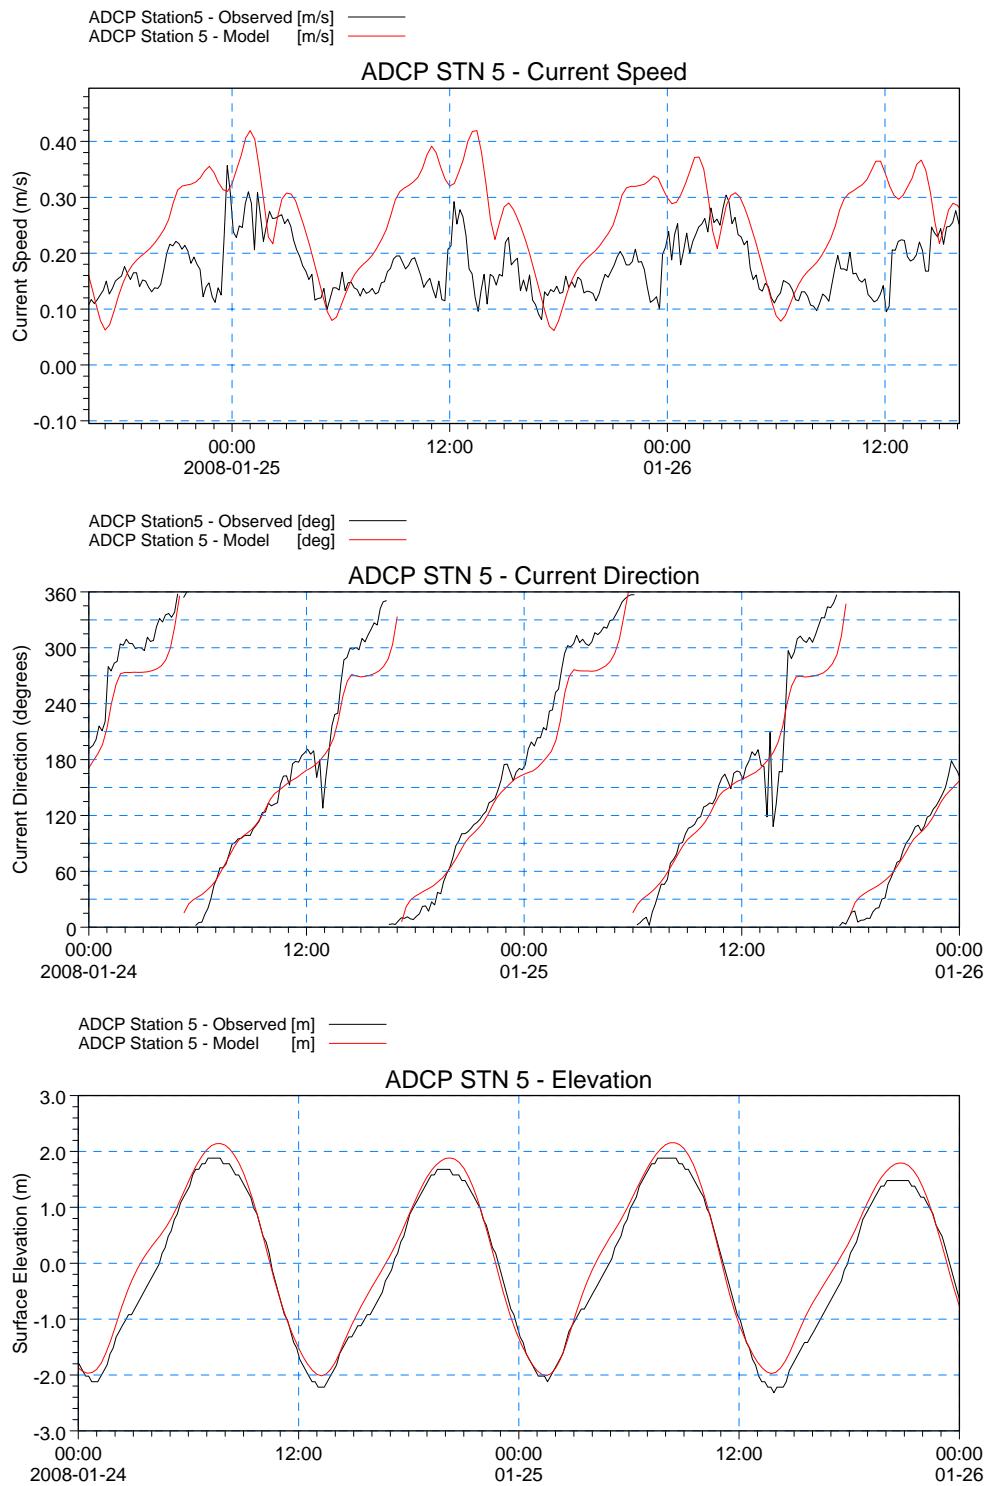 ADCP Station5 - Observed [m/s]
ADCP Station 5 - Model [m/s]
ADCP STN 5 - Current Speed
Current Speed (m/s)
0.40
0.30
0.20
0.10
0.00
-0.10
00:00 12:00 00:00 12:00
2008-01-25 01-26
ADCP Station5 - Observed [deg]
ADCP Station 5 - Model [deg]
ADCP STN 5 - Current Direction
Current Direction (degrees)
360
300
240
180
120
60
0
00:00 12:00 00:00 12:00 00:00
2008-01-24 01-25 01-26
ADCP Station 5 - Observed [m]
ADCP Station 5 - Model [m]
ADCP STN 5 - Elevation
Surface Elevation (m)
3.0
2.0
1.0
0.0
-1.0
-2.0
-3.0
00:00 12:00 00:00 12:00 00:00
2008-01-24 01-25 01-26